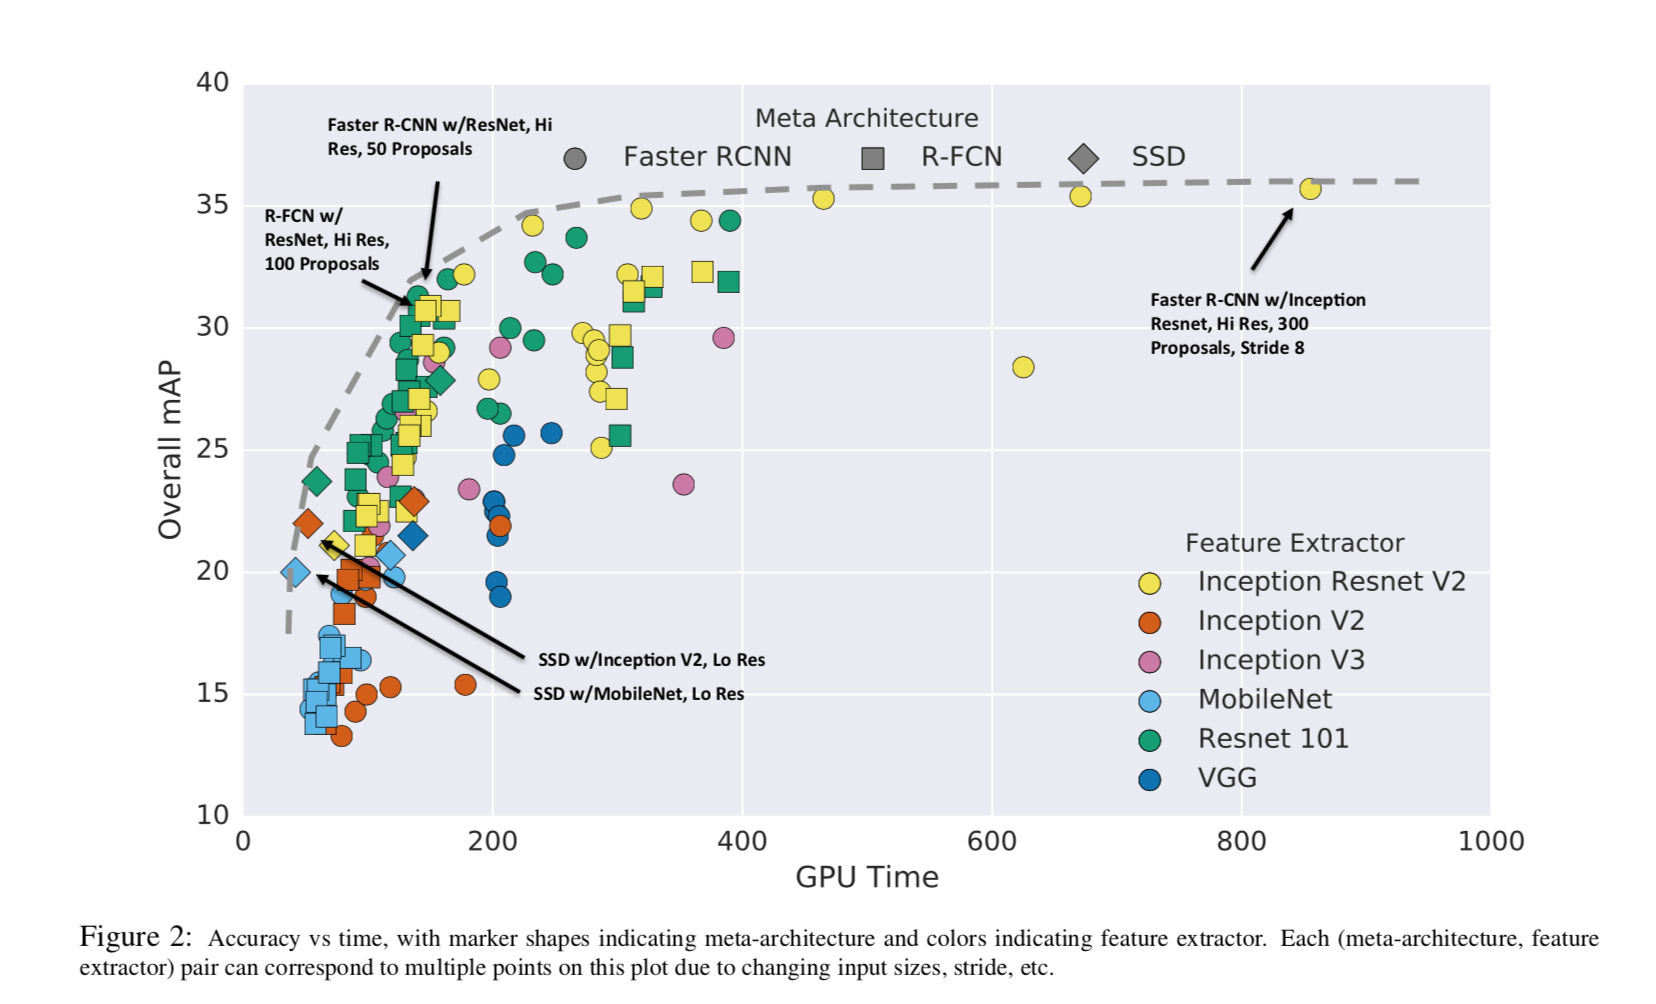 40
Faster R-CNN w/ResNet, Hi
Res, 50 Proposals
Meta Architecture
Faster RCNN
R-FCN
SSD
35
R-FCN w/
ResNet, Hi Res,
100 Proposals
Faster R-CNN w/Inception
Resnet, Hi Res, 300
Proposals, Stride 8
30
25
20
15
10
Overall mAP
Feature Extractor
Inception Resnet V2
Inception V2
Inception V3
MobileNet
Resnet 101
VGG
SSD w/Inception V2, Lo Res
SSD w/MobileNet, Lo Res
0 200 400 600 800 1000
GPU Time
Figure 2: Accuracy vs time, with marker shapes indicating meta-architecture and colors indicating feature extractor. Each (meta-architecture, feature
extractor) pair can correspond to multiple points on this plot due to changing input sizes, stride, etc.